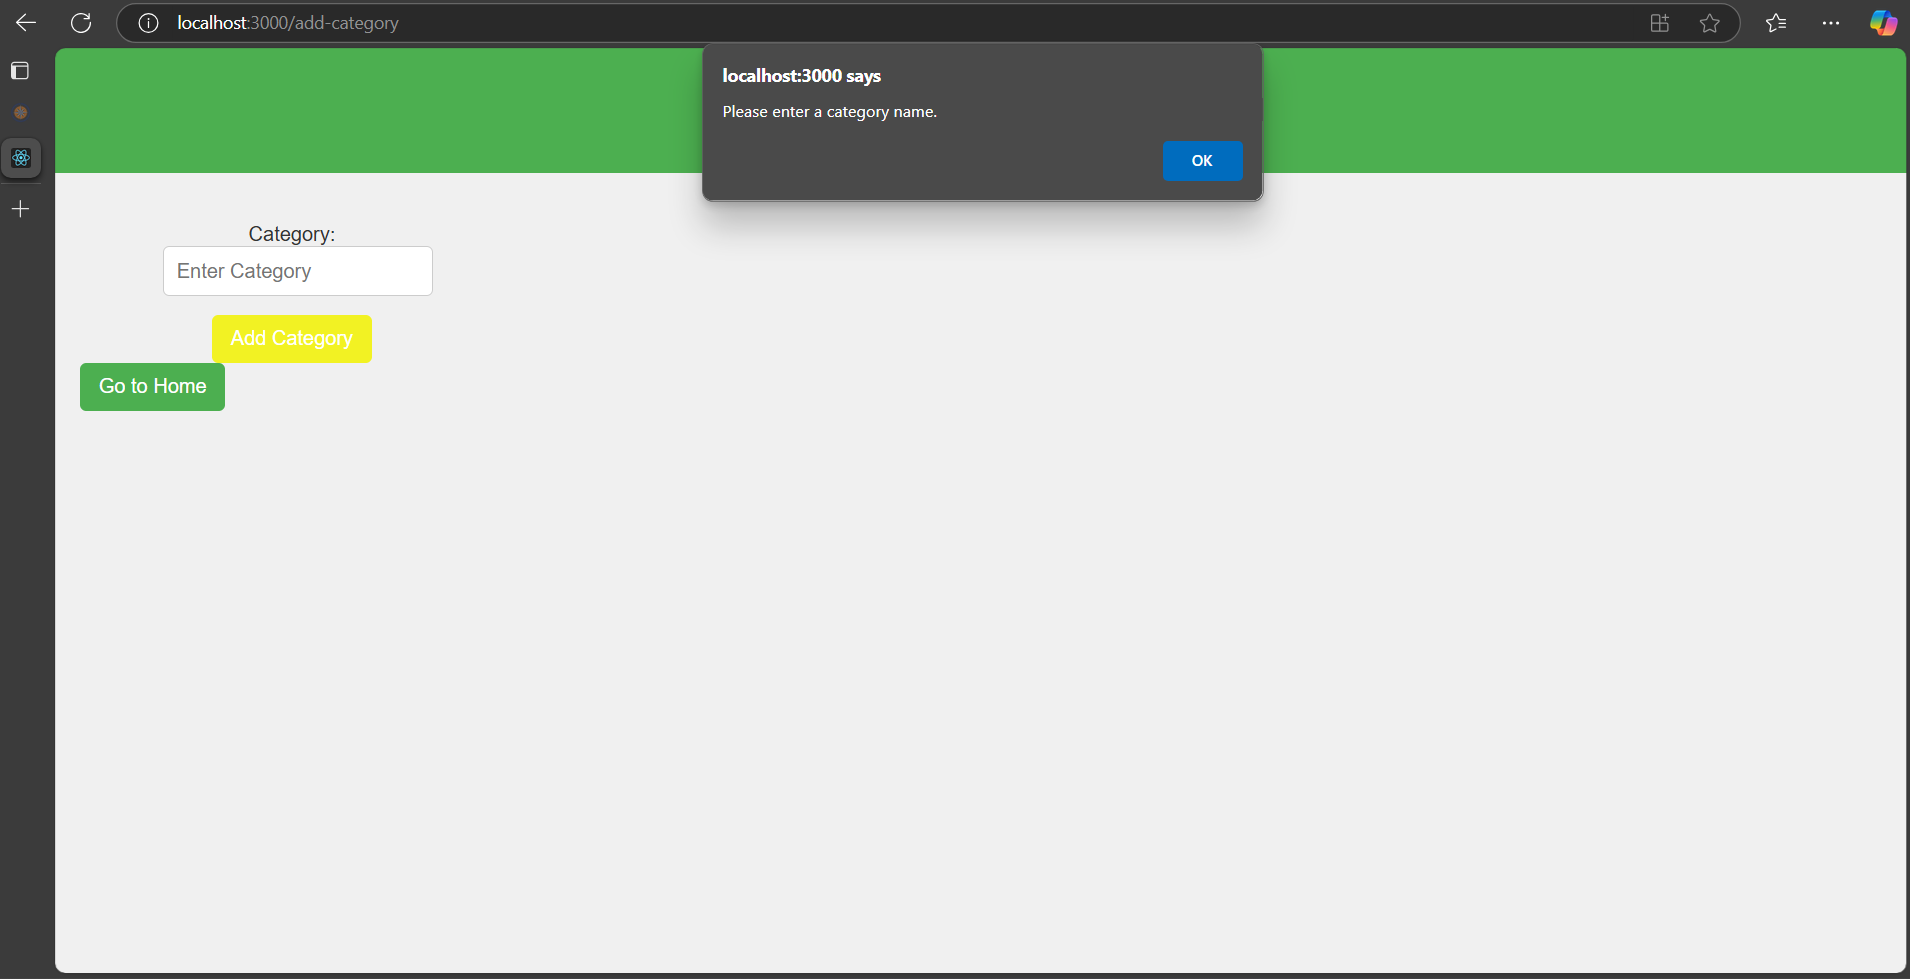 localhost:3000/add-category
localhost:3000 says
Please enter a category name.
OK
Category:
Enter Category
Add Category
Go to Home